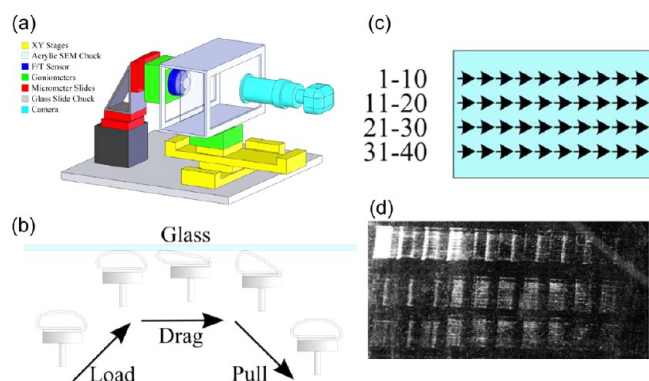 (a)
XY Stages
Acrylic SEM Chuck
F/T Sensor
Goniometers
Micrometer Slides
Glass Slide Chuck
Camera
(b)
Glass
Load
Drag
Pull
(c)
1-10
11-20
21-30
31-40
(d)